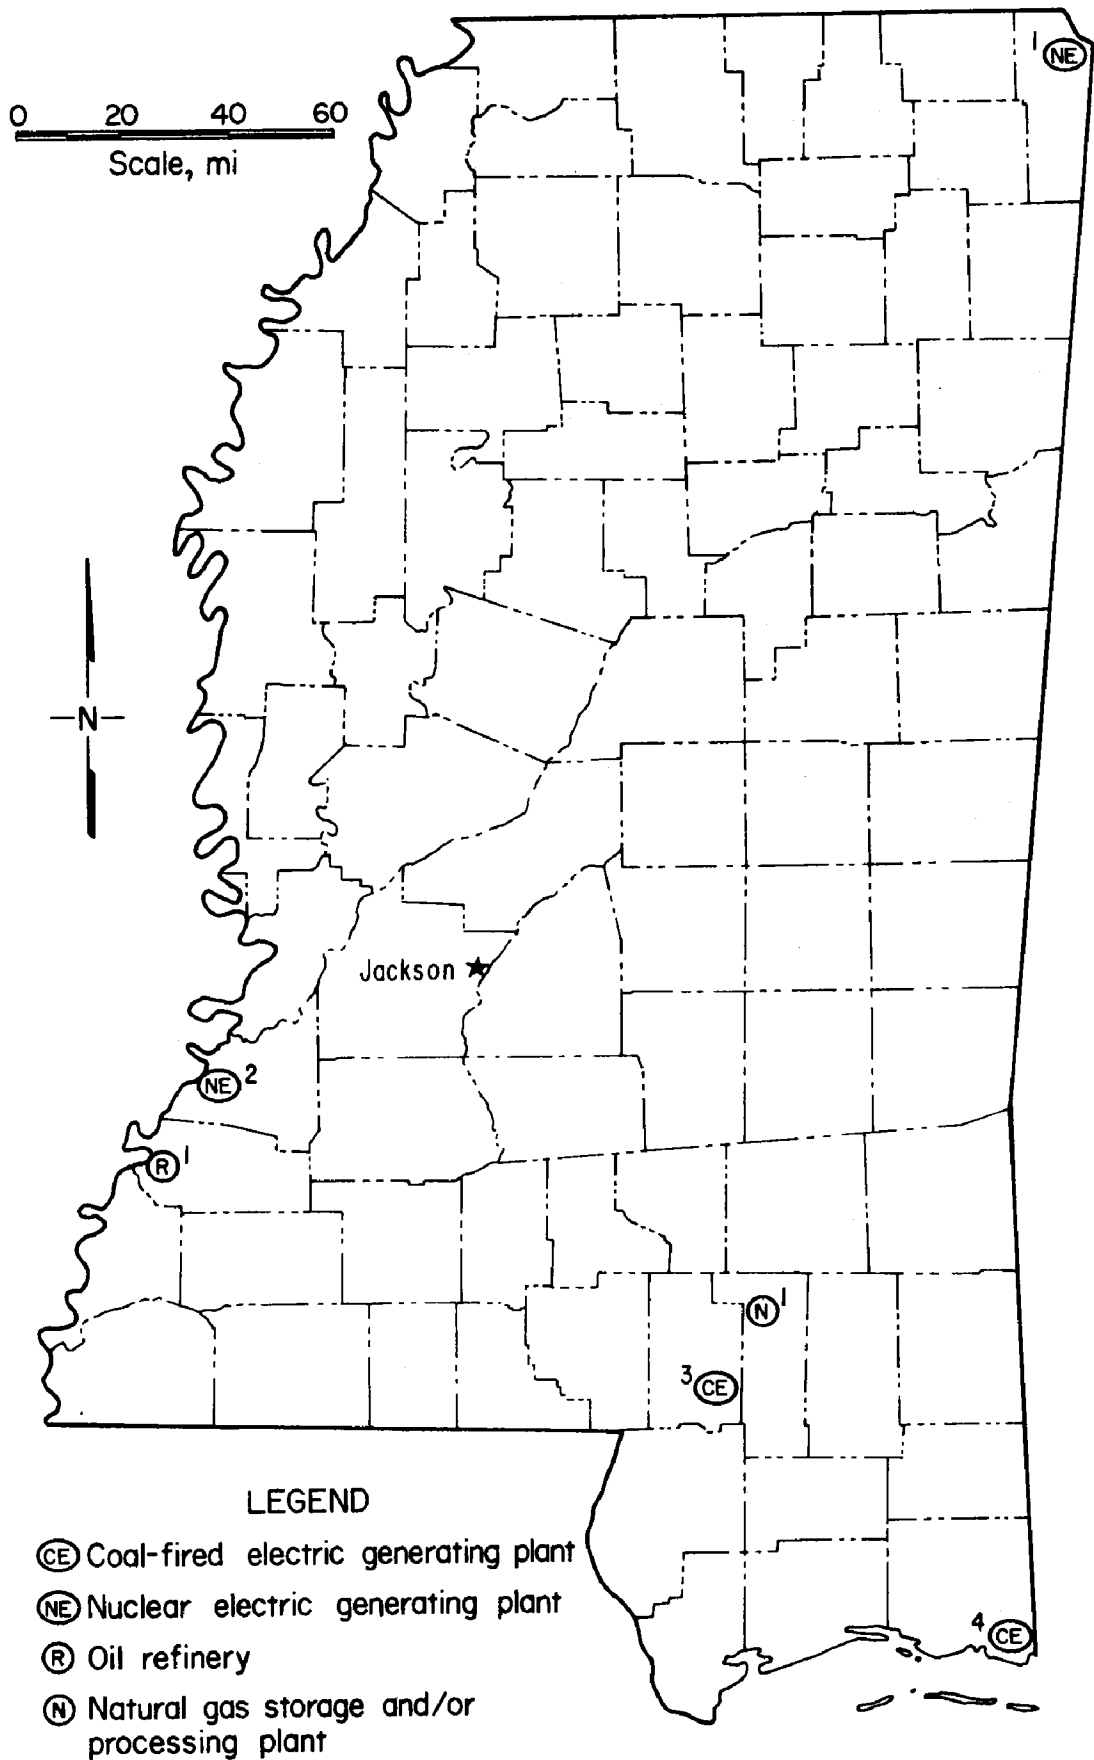 1 NE
0 20 40 60
Scale, mi
N
Jackson
NE 2
R 1
N 1
3 CE
4 CE
LEGEND
CE Coal-fired electric generating plant
NE Nuclear electric generating plant
R Oil refinery
N Natural gas storage and/or
processing plant